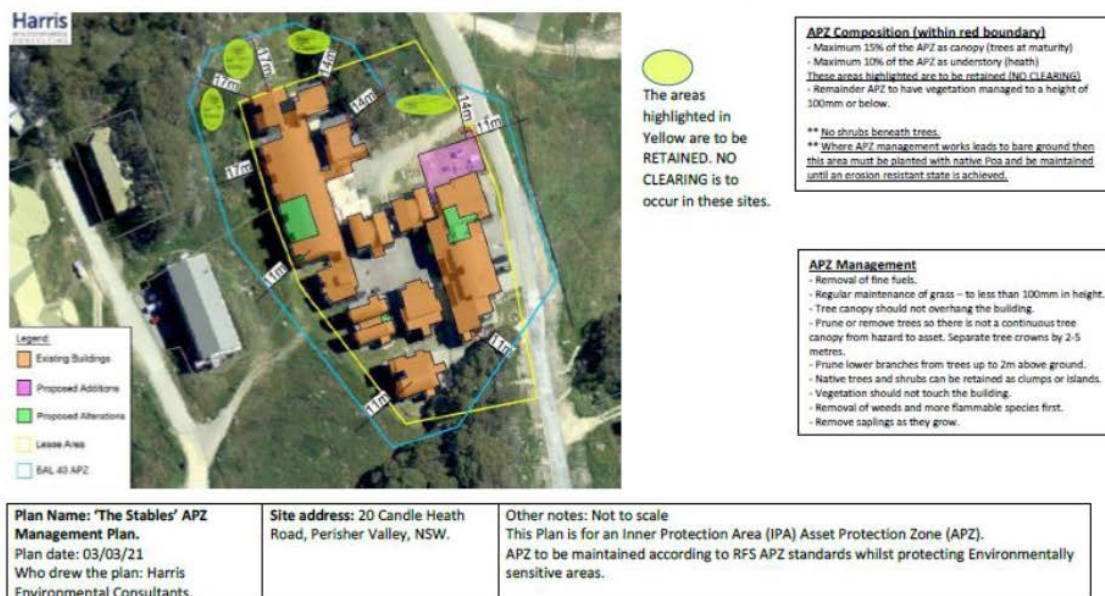 Harris
environmental
CONSULTING
17m
17m
14m
14m
14m
11m
17m
11m
11m
11m
Legend:
Existing Buildings
Proposed Additions
Proposed Alterations
Lease Area
BAL 40 APZ
The areas
highlighted in
Yellow are to be
RETAINED. NO
CLEARING is to
occur in these sites.
APZ Composition (within red boundary)
- Maximum 15% of the APZ as canopy (trees at maturity)
- Maximum 10% of the APZ as understory (heath)
These areas highlighted are to be retained (NO CLEARING)
- Remainder APZ to have vegetation managed to a height of
100mm or below.
** No shrubs beneath trees.
** Where APZ management works leads to bare ground then
this area must be planted with native Poa and be maintained
until an erosion resistant state is achieved.
APZ Management
- Removal of fine fuels.
- Regular maintenance of grass – to less than 100mm in height.
- Tree canopy should not overhang the building.
- Prune or remove trees so there is not a continuous tree
canopy from hazard to asset. Separate tree crowns by 2-5
metres.
- Prune lower branches from trees up to 2m above ground.
- Native trees and shrubs can be retained as clumps or islands.
- Vegetation should not touch the building.
- Removal of weeds and more flammable species first.
- Remove saplings as they grow.
Plan Name: 'The Stables' APZ
Management Plan.
Plan date: 03/03/21
Who drew the plan: Harris
Environmental Consultants.
Site address: 20 Candle Heath
Road, Perisher Valley, NSW.
Other notes: Not to scale
This Plan is for an Inner Protection Area (IPA) Asset Protection Zone (APZ).
APZ to be maintained according to RFS APZ standards whilst protecting Environmentally
sensitive areas.